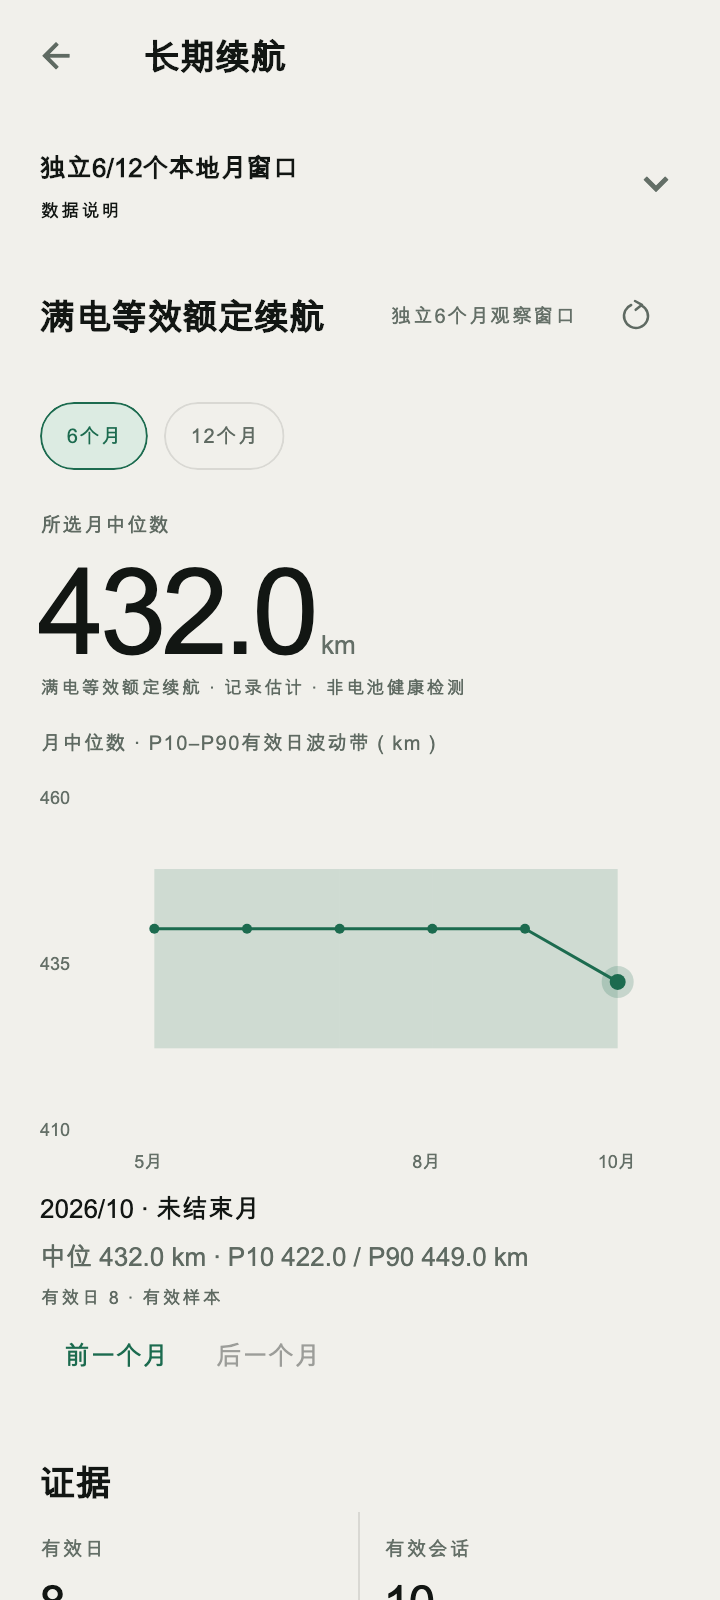 长期续航
独立6/12个本地月窗口
数据说明
满电等效额定续航
独立6个月观察窗口
6个月
12个月
所选月中位数
432.0 km
满电等效额定续航 · 记录估计 · 非电池健康检测
月中位数 · P10–P90有效日波动带 ( km )
460
435
410
5月
8月
10月
2026/10 · 未结束月
中位 432.0 km · P10 422.0 / P90 449.0 km
有效日 8 · 有效样本
前一个月
后一个月
证据
有效日
有效会话
8
10